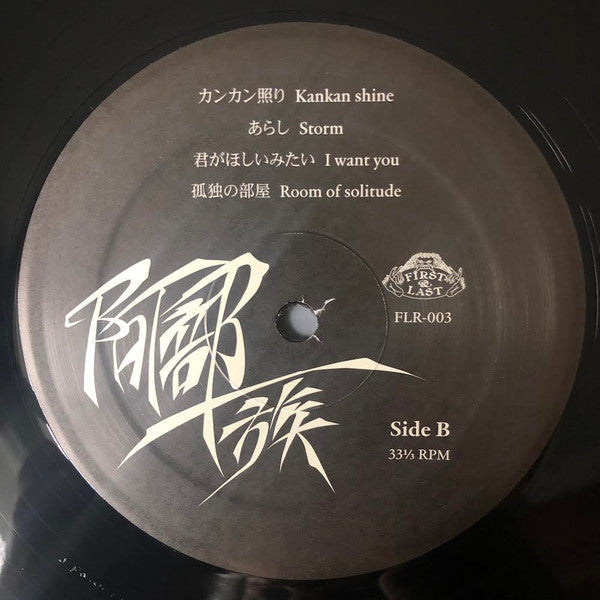 カンカン照り Kankan shine
あらし Storm
君がほしいみたい I want you
孤独の部屋 Room of solitude
FIRST
&
LAST
FLR-003
阿部一族
Side B
33⅓ RPM